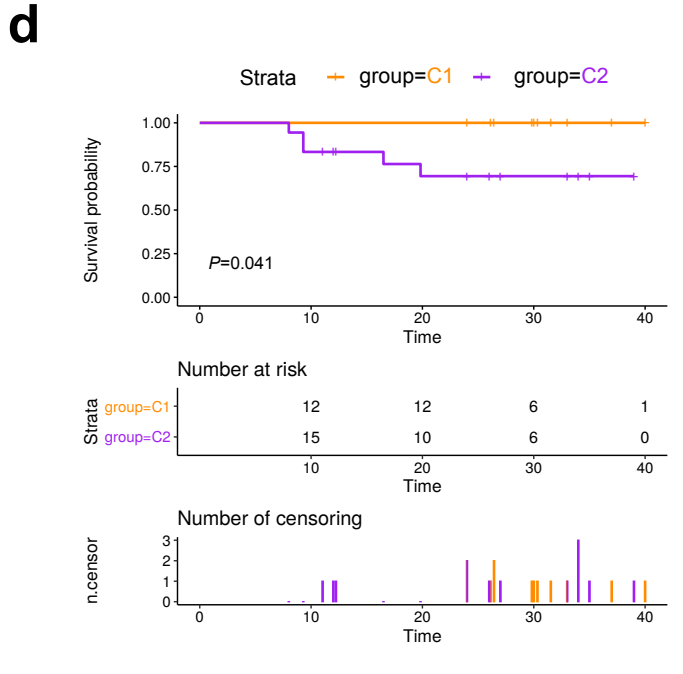 d
Strata group=C1 group=C2
Survival probability
1.00
0.75
0.50
0.25
0.00
P=0.041
0 10 20 30 40
Time
Number at risk
Strata
group=C1 12 12 6 1
group=C2 15 10 6 0
10 20 30 40
Time
Number of censoring
n.censor
3
2
1
0
0 10 20 30 40
Time